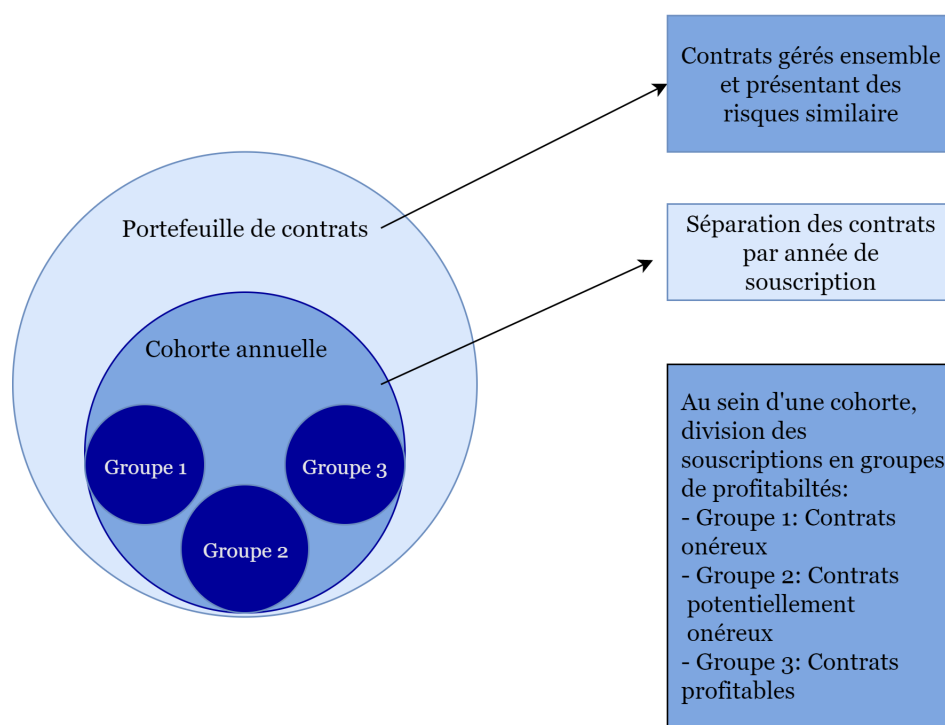 Contrats gérés ensemble
et présentant des
risques similaire
Portefeuille de contrats
Séparation des contrats
par année de
souscription
Cohorte annuelle
Groupe 1
Groupe 3
Groupe 2
Au sein d'une cohorte,
division des
souscriptions en groupes
de profitabiltés:
- Groupe 1: Contrats
onéreux
- Groupe 2: Contrats
potentiellement
onéreux
- Groupe 3: Contrats
profitables